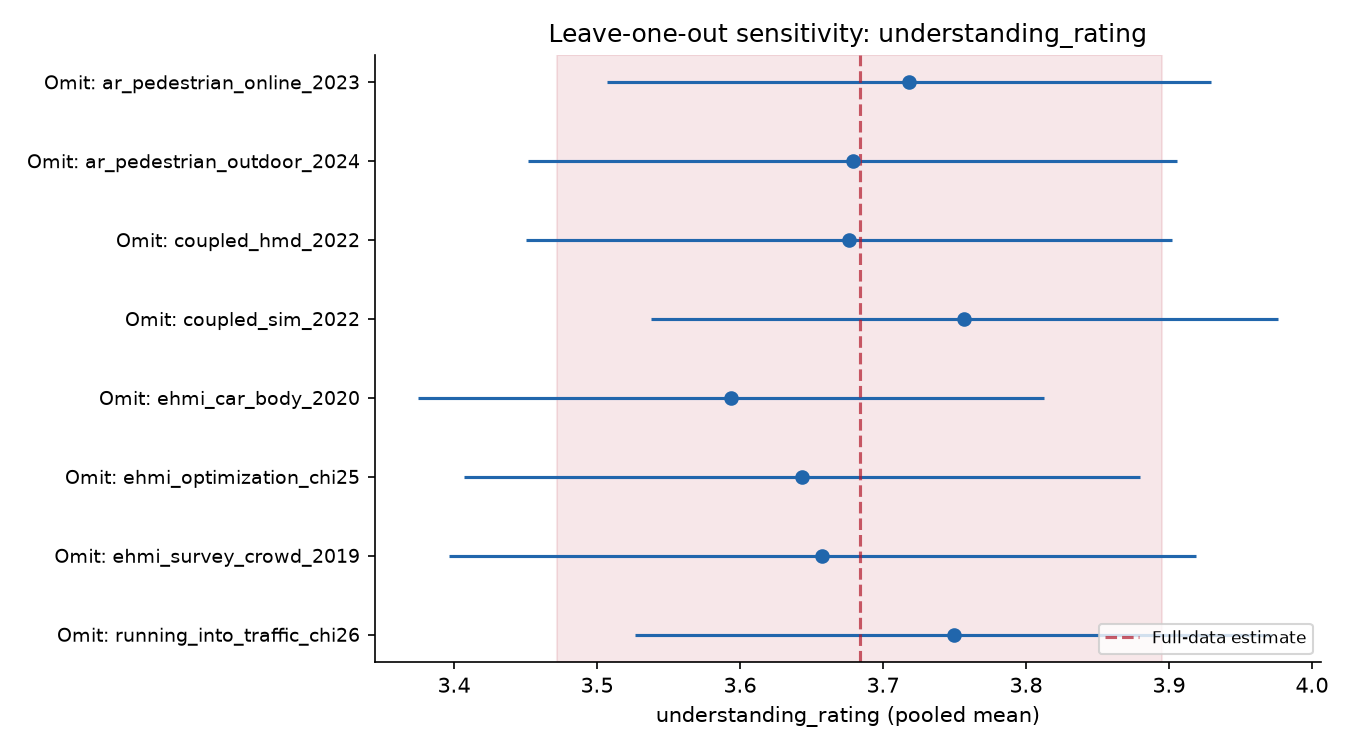 Leave-one-out sensitivity: understanding_rating
Omit: ar_pedestrian_online_2023
Omit: ar_pedestrian_outdoor_2024
Omit: coupled_hmd_2022
Omit: coupled_sim_2022
Omit: ehmi_car_body_2020
Omit: ehmi_optimization_chi25
Omit: ehmi_survey_crowd_2019
Omit: running_into_traffic_chi26
Full-data estimate
3.4 3.5 3.6 3.7 3.8 3.9 4.0
understanding_rating (pooled mean)